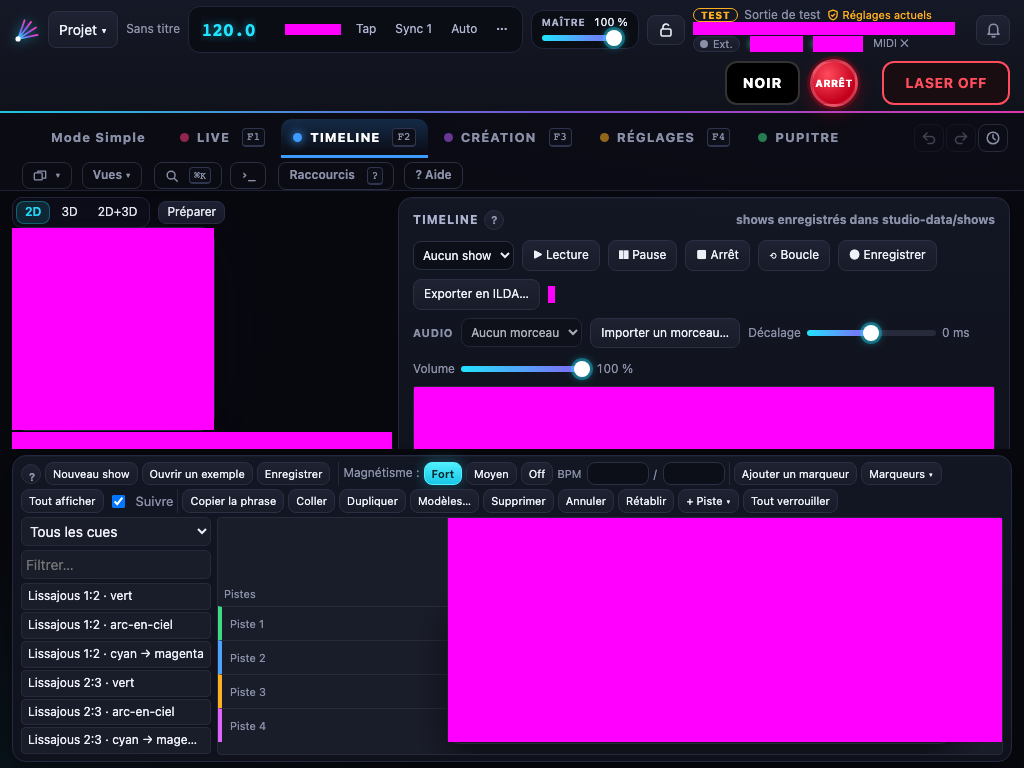 Projet ▾ Sans titre 120.0 Tap Sync 1 Auto ··· MAÎTRE 100 % TEST Sortie de test Réglages actuels
Ext. MIDI ✕
NOIR ARRÊT LASER OFF
Mode Simple LIVE F1 TIMELINE F2 CRÉATION F3 RÉGLAGES F4 PUPITRE
▾ Vues ▾ ⌘K ›_ Raccourcis ? ? Aide
2D 3D 2D+3D Préparer
TIMELINE ? shows enregistrés dans studio-data/shows
Aucun show Lecture Pause Arrêt Boucle Enregistrer
Exporter en ILDA...
AUDIO Aucun morceau Importer un morceau... Décalage 0 ms
Volume 100 %
? Nouveau show Ouvrir un exemple Enregistrer Magnétisme : Fort Moyen Off BPM / Ajouter un marqueur Marqueurs ▾
Tout afficher Suivre Copier la phrase Coller Dupliquer Modèles... Supprimer Annuler Rétablir + Piste ▾ Tout verrouiller
Tous les cues
Filtrer...
Lissajous 1:2 · vert
Lissajous 1:2 · arc-en-ciel
Lissajous 1:2 · cyan → magenta
Lissajous 2:3 · vert
Lissajous 2:3 · arc-en-ciel
Lissajous 2:3 · cyan → mage...
Pistes
Piste 1
Piste 2
Piste 3
Piste 4